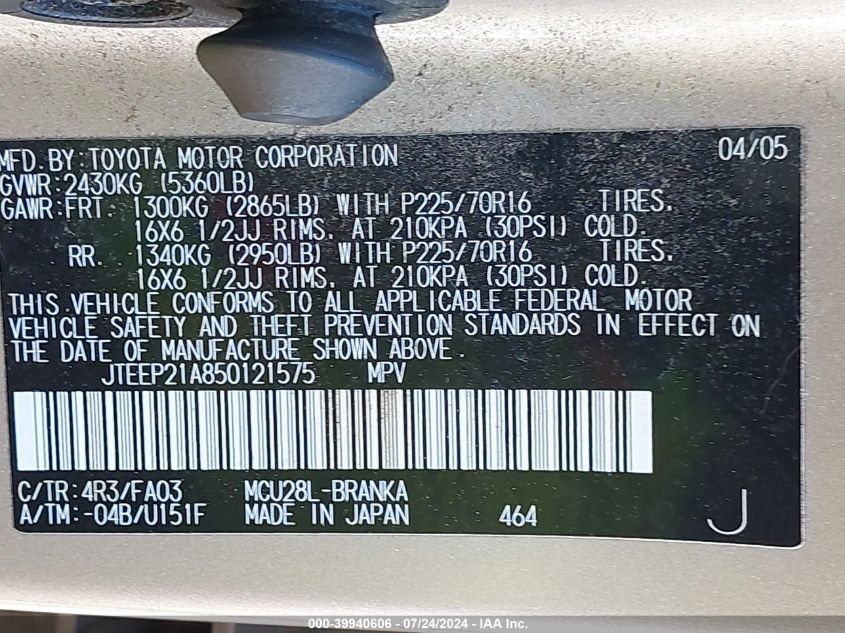 04/05
MFD. BY: TOYOTA MOTOR CORPORATION
GVWR:2430KG (5360LB)
GAWR:FRT. 1300KG (2865LB) WITH P225/70R16 TIRES.
16X6 1/2JJ RIMS, AT 210KPA (30PSI) COLD.
RR. 1340KG (2950LB) WITH P225/70R16 TIRES.
16X6 1/2JJ RIMS, AT 210KPA (30PSI) COLD.
THIS VEHICLE CONFORMS TO ALL APPLICABLE FEDERAL MOTOR
VEHICLE SAFETY AND THEFT PREVENTION STANDARDS IN EFFECT ON
THE DATE OF MANUFACTURE SHOWN ABOVE.
JTEEP21A850121575 MPV
C/TR:4R3/FA03 MCU28L-BRANKA
A/TM:-04B/U151F MADE IN JAPAN 464 J
000-39940606 - 07/24/2024 - IAA Inc.